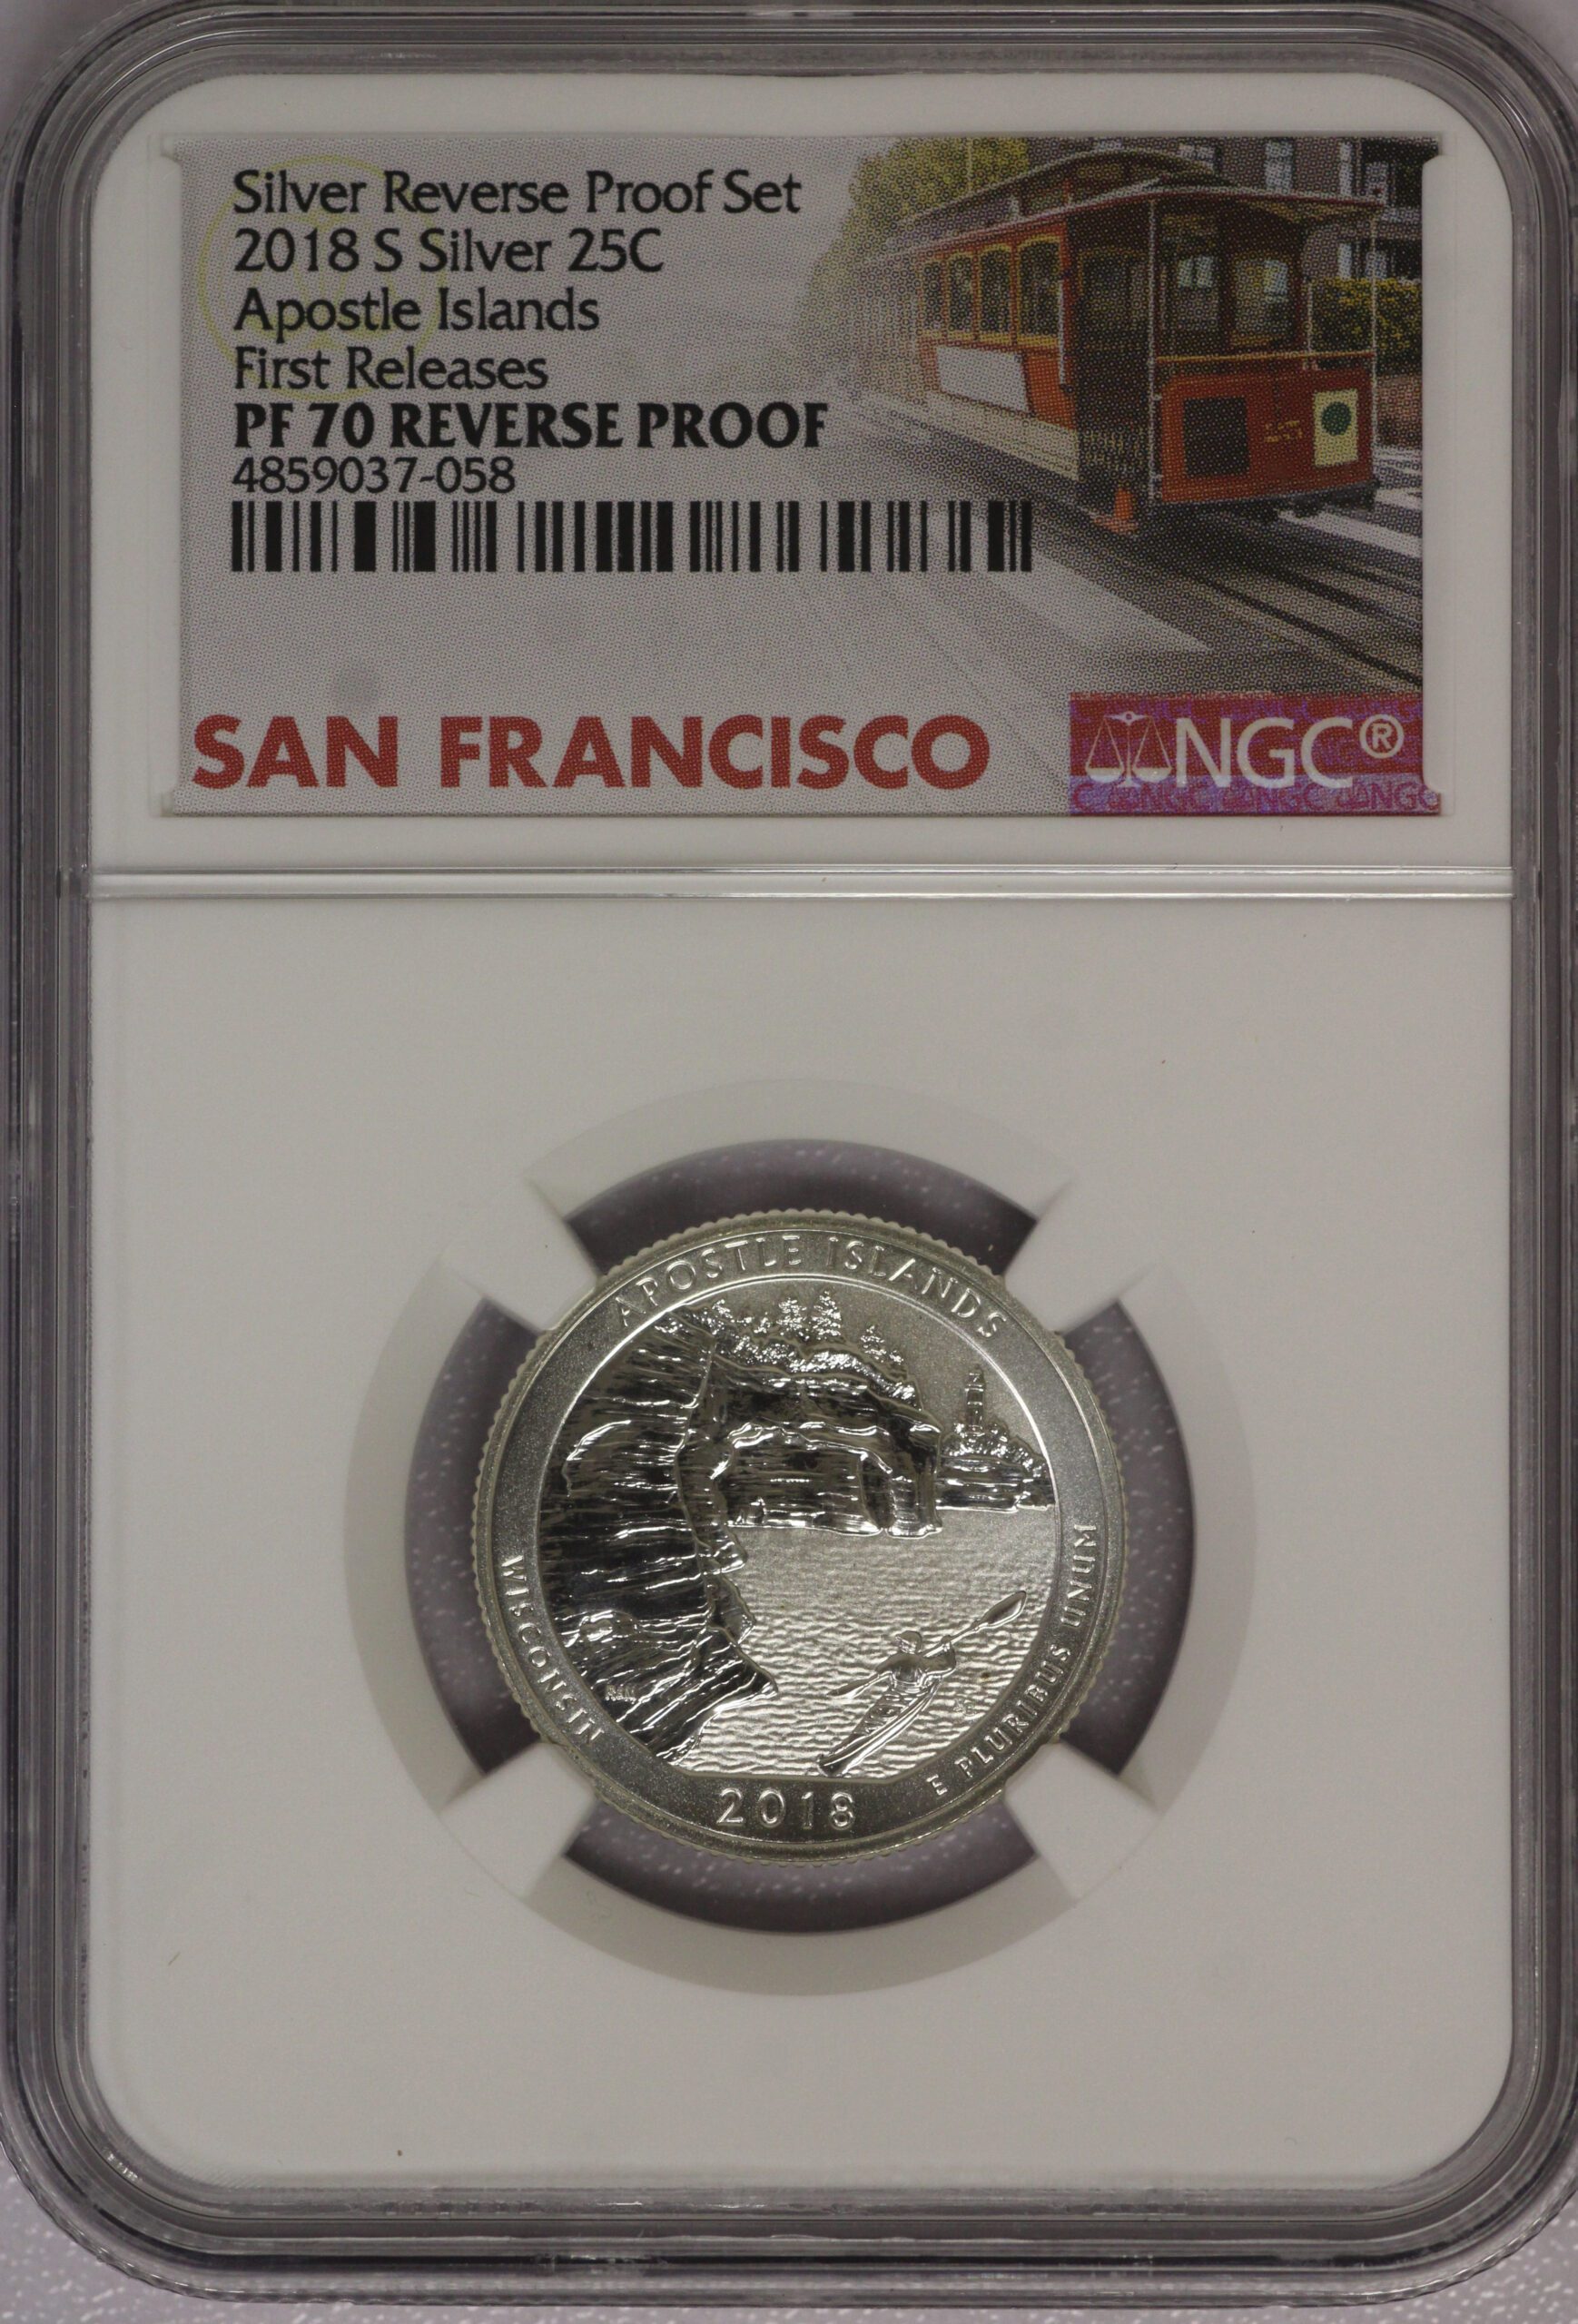 Silver Reverse Proof Set
2018 S Silver 25C
Apostle Islands
First Releases
PF 70 REVERSE PROOF
4859037-058
SAN FRANCISCO
NGC®
APOSTLE ISLANDS
WISCONSIN
E PLURIBUS UNUM
2018